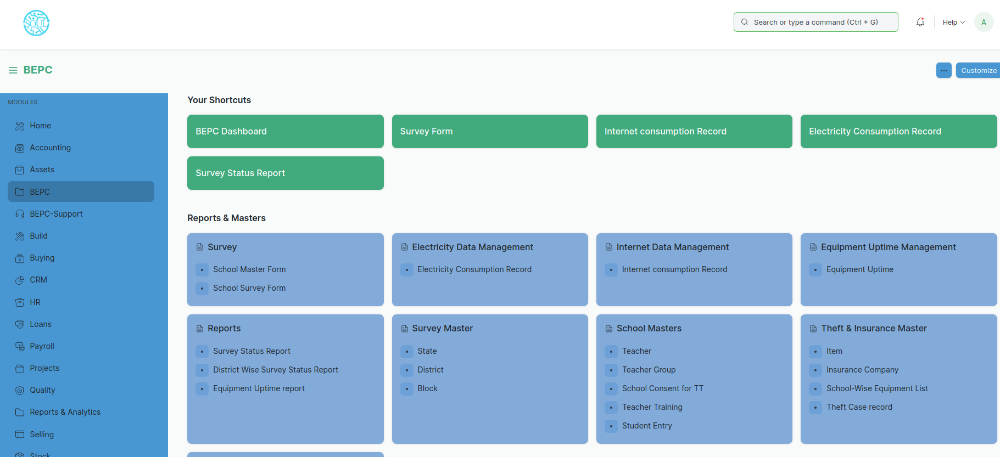 SOUL
Search or type a command (Ctrl + G)
Help
A
BEPC
...
Customize
MODULES
Home
Accounting
Assets
BEPC
BEPC-Support
Build
Buying
CRM
HR
Loans
Payroll
Projects
Quality
Reports & Analytics
Selling
Stock
Your Shortcuts
BEPC Dashboard
Survey Form
Internet consumption Record
Electricity Consumption Record
Survey Status Report
Reports & Masters
Survey
School Master Form
School Survey Form
Electricity Data Management
Electricity Consumption Record
Internet Data Management
Internet consumption Record
Equipment Uptime Management
Equipment Uptime
Reports
Survey Status Report
District Wise Survey Status Report
Equipment Uptime report
Survey Master
State
District
Block
School Masters
Teacher
Teacher Group
School Consent for TT
Teacher Training
Student Entry
Theft & Insurance Master
Item
Insurance Company
School-Wise Equipment List
Theft Case record